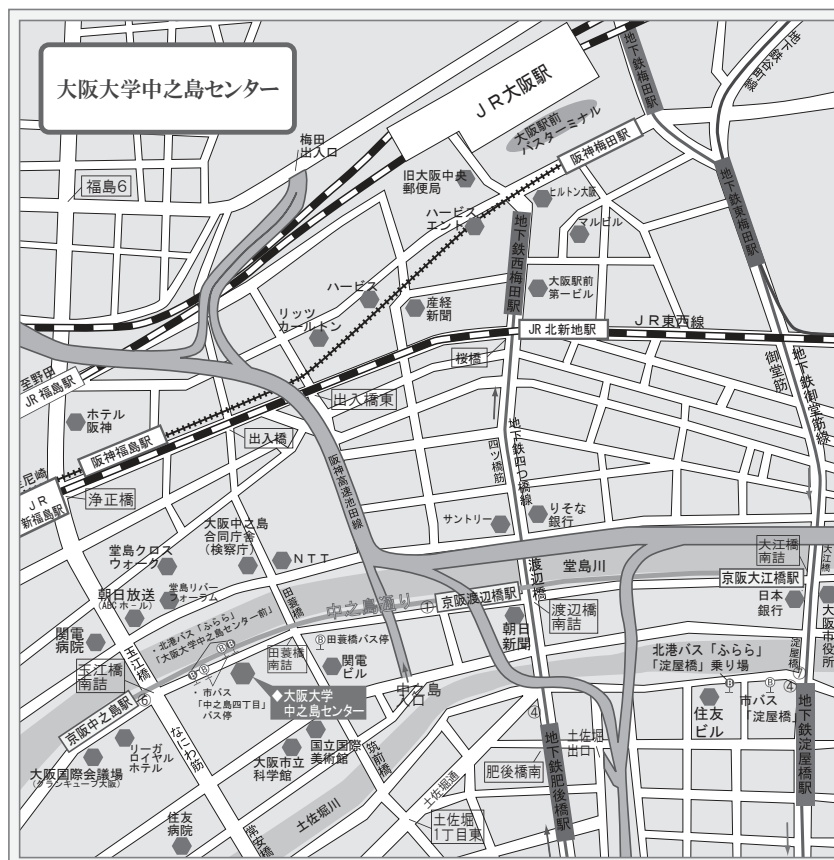 大阪大学中之島センター
JR大阪駅
地下鉄梅田駅
地下鉄谷町線
大阪駅前
バスターミナル
阪神梅田駅
梅田
出入口
福島6
旧大阪中央
郵便局
ヒルトン大阪
地下鉄東梅田駅
ハービス
エント
マルビル
地下鉄西梅田駅
大阪駅前
第一ビル
ハービス
産経
新聞
リッツ
カールトン
JR北新地駅
JR東西線
桜橋
御堂筋
地下鉄御堂筋線
至野田
JR福島駅
ホテル
阪神
出入橋東
出入橋
阪神福島駅
尼崎
JR
新福島駅
浄正橋
阪神高速池田線
四ツ橋筋
地下鉄四つ橋線
サントリー
りそな
銀行
大阪中之島
合同庁舎
(検察庁)
NTT
堂島クロス
ウォーク
朝日放送
(ABCホール)
堂島リバー
フォーラム
田蓑橋
中之島通り
①
京阪渡辺橋駅
渡辺橋
堂島川
大江橋
南詰
大江橋
京阪大江橋駅
渡辺橋
南詰
日本
銀行
大阪市役所
朝日
新聞
関電
病院
玉江橋
・北港バス「ふらら」
「大阪大学中之島センター前」
田蓑橋
南詰
Ⓑ田蓑橋バス停
関電
ビル
玉江橋
南詰
Ⓑ
Ⓑ
Ⓑ
Ⓑ
・市バス
「中之島四丁目」
バス停
◆大阪大学
中之島センター
中之島
入口
北港バス「ふらら」
「淀屋橋」乗り場
淀屋橋
京阪中之島駅
⑥
なにわ筋
Ⓑ
Ⓑ
⑦
④
住友
ビル
市バス
「淀屋橋」
地下鉄淀屋橋駅
④
リーガ
ロイヤル
ホテル
大阪国際会議場
(グランキューブ大阪)
国立国際
美術館
大阪市立
科学館
筑前橋
土佐堀
出口
肥後橋南
地下鉄肥後橋駅
土佐堀通
土佐堀川
土佐堀
1丁目東
住友
病院
常安橋